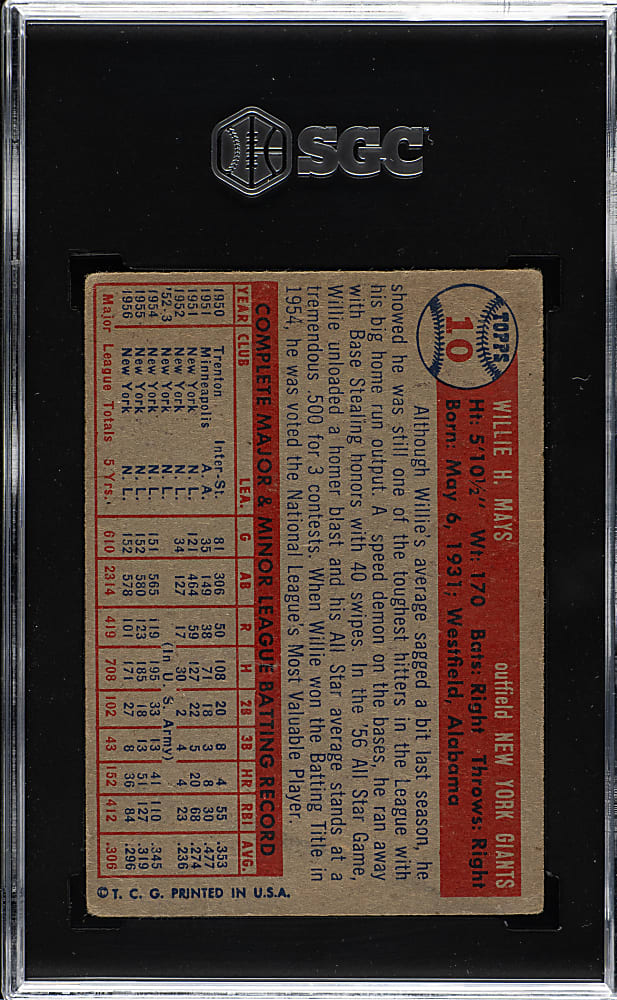 SGC
TOPPS
10
WILLIE H. MAYS outfield NEW YORK GIANTS
Ht: 5'10½" Wt: 170 Bats: Right Throws: Right
Born: May 6, 1931; Westfield, Alabama
Although Willie's average sagged a bit last season, he
showed he was still one of the toughest hitters in the League with
his big home run output. A speed demon on the bases, he ran away
with Base Stealing honors with 40 swipes. In the '56 All Star Game,
Willie unloaded a homer blast and his All Star average stands at a
tremendous .500 for 3 contests. When Willie won the Batting Title in
1954, he was voted the National League's Most Valuable Player.
COMPLETE MAJOR & MINOR LEAGUE BATTING RECORD
YEAR CLUB LEA. G AB R H 2B 3B HR RBI AVG.
1950 Trenton Inter-St. 81 306 50 108 20 8 4 55 .353
1951 Minneapolis A. A. 35 149 38 71 18 3 8 30 .477
1951 New York N. L. 121 464 59 127 22 5 20 68 .274
1952 New York N. L. 34 127 17 30 2 4 4 23 .236
'52-3 (In U. S. Army)
1954 New York N. L. 151 565 119 195 33 13 41 110 .345
1955 New York N. L. 152 580 123 185 18 13 51 127 .319
1956 New York N. L. 152 578 101 171 27 8 36 84 .296
Major League Totals 5 Yrs. 610 2314 419 708 102 43 152 412 .306
© T. C. G. PRINTED IN U.S.A.